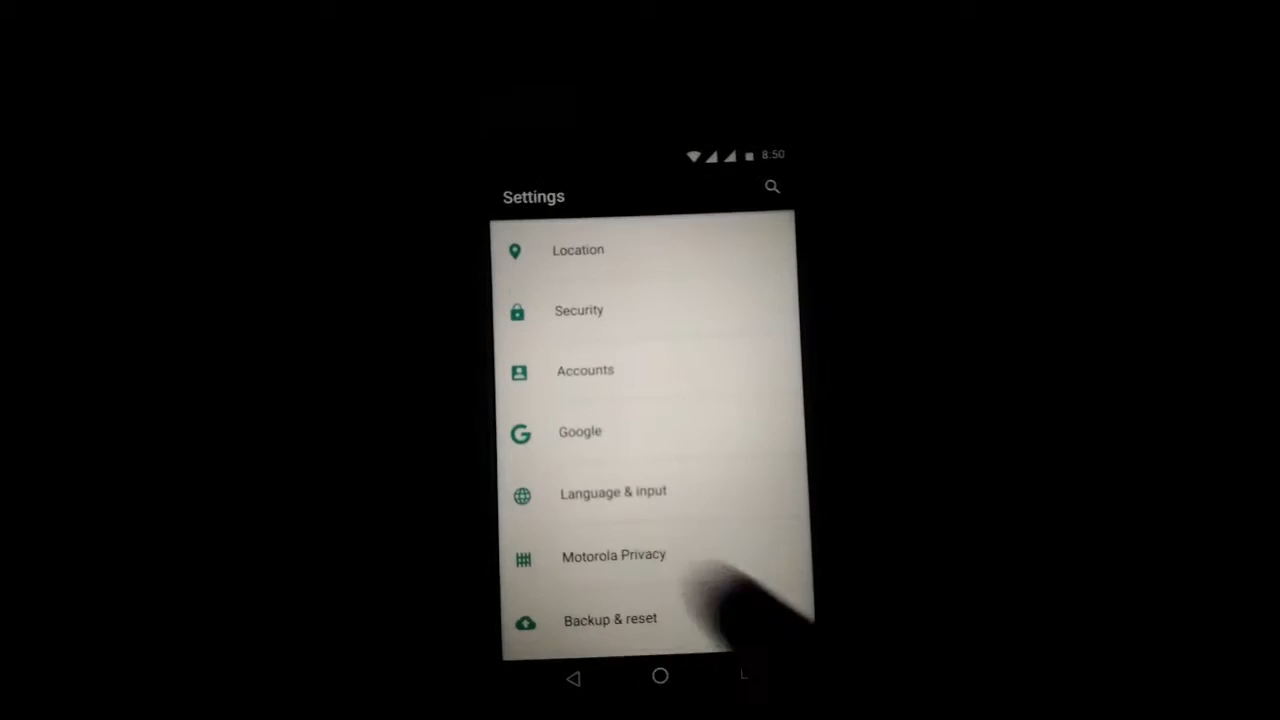 8:50
Settings
Location
Security
Accounts
Google
Language & input
Motorola Privacy
Backup & reset